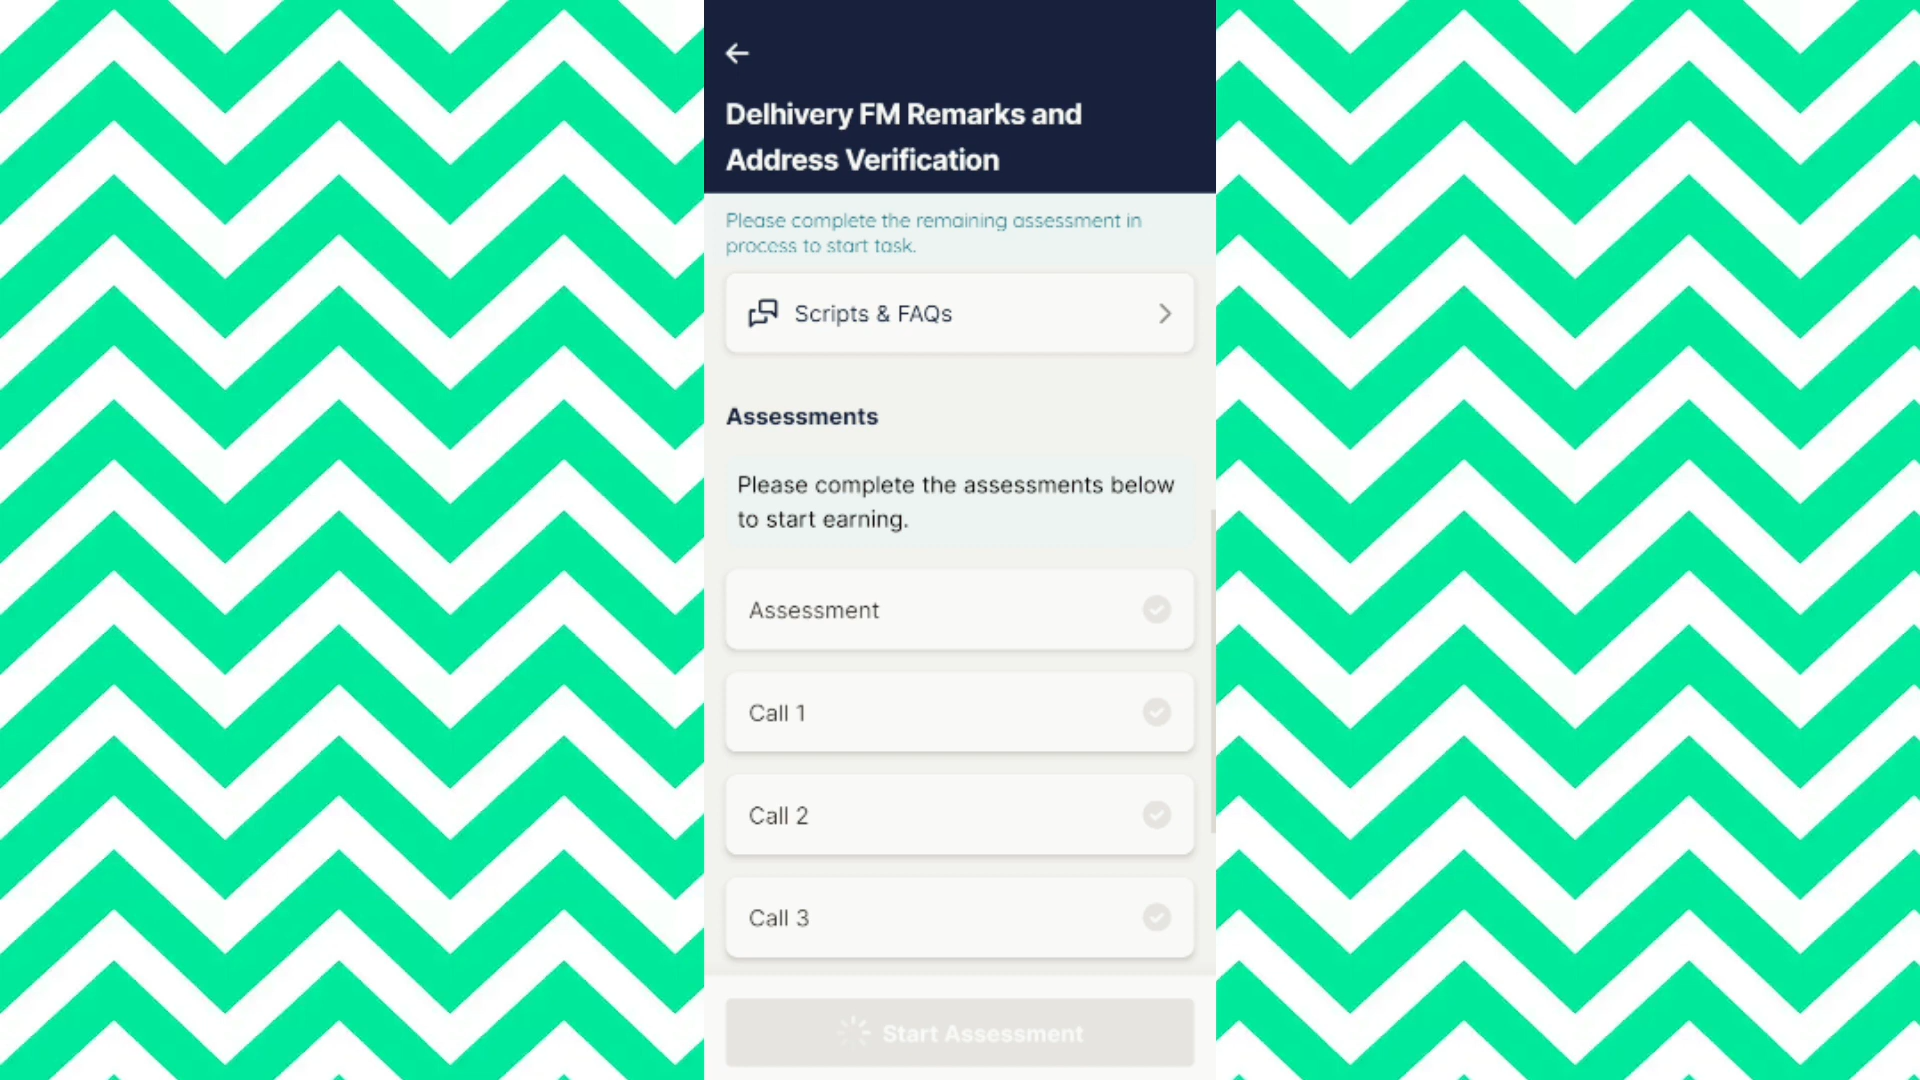 Delhivery FM Remarks and
Address Verification
Please complete the remaining assessment in
process to start task.
Scripts & FAQs
Assessments
Please complete the assessments below
to start earning.
Assessment
Call 1
Call 2
Call 3
Start Assessment